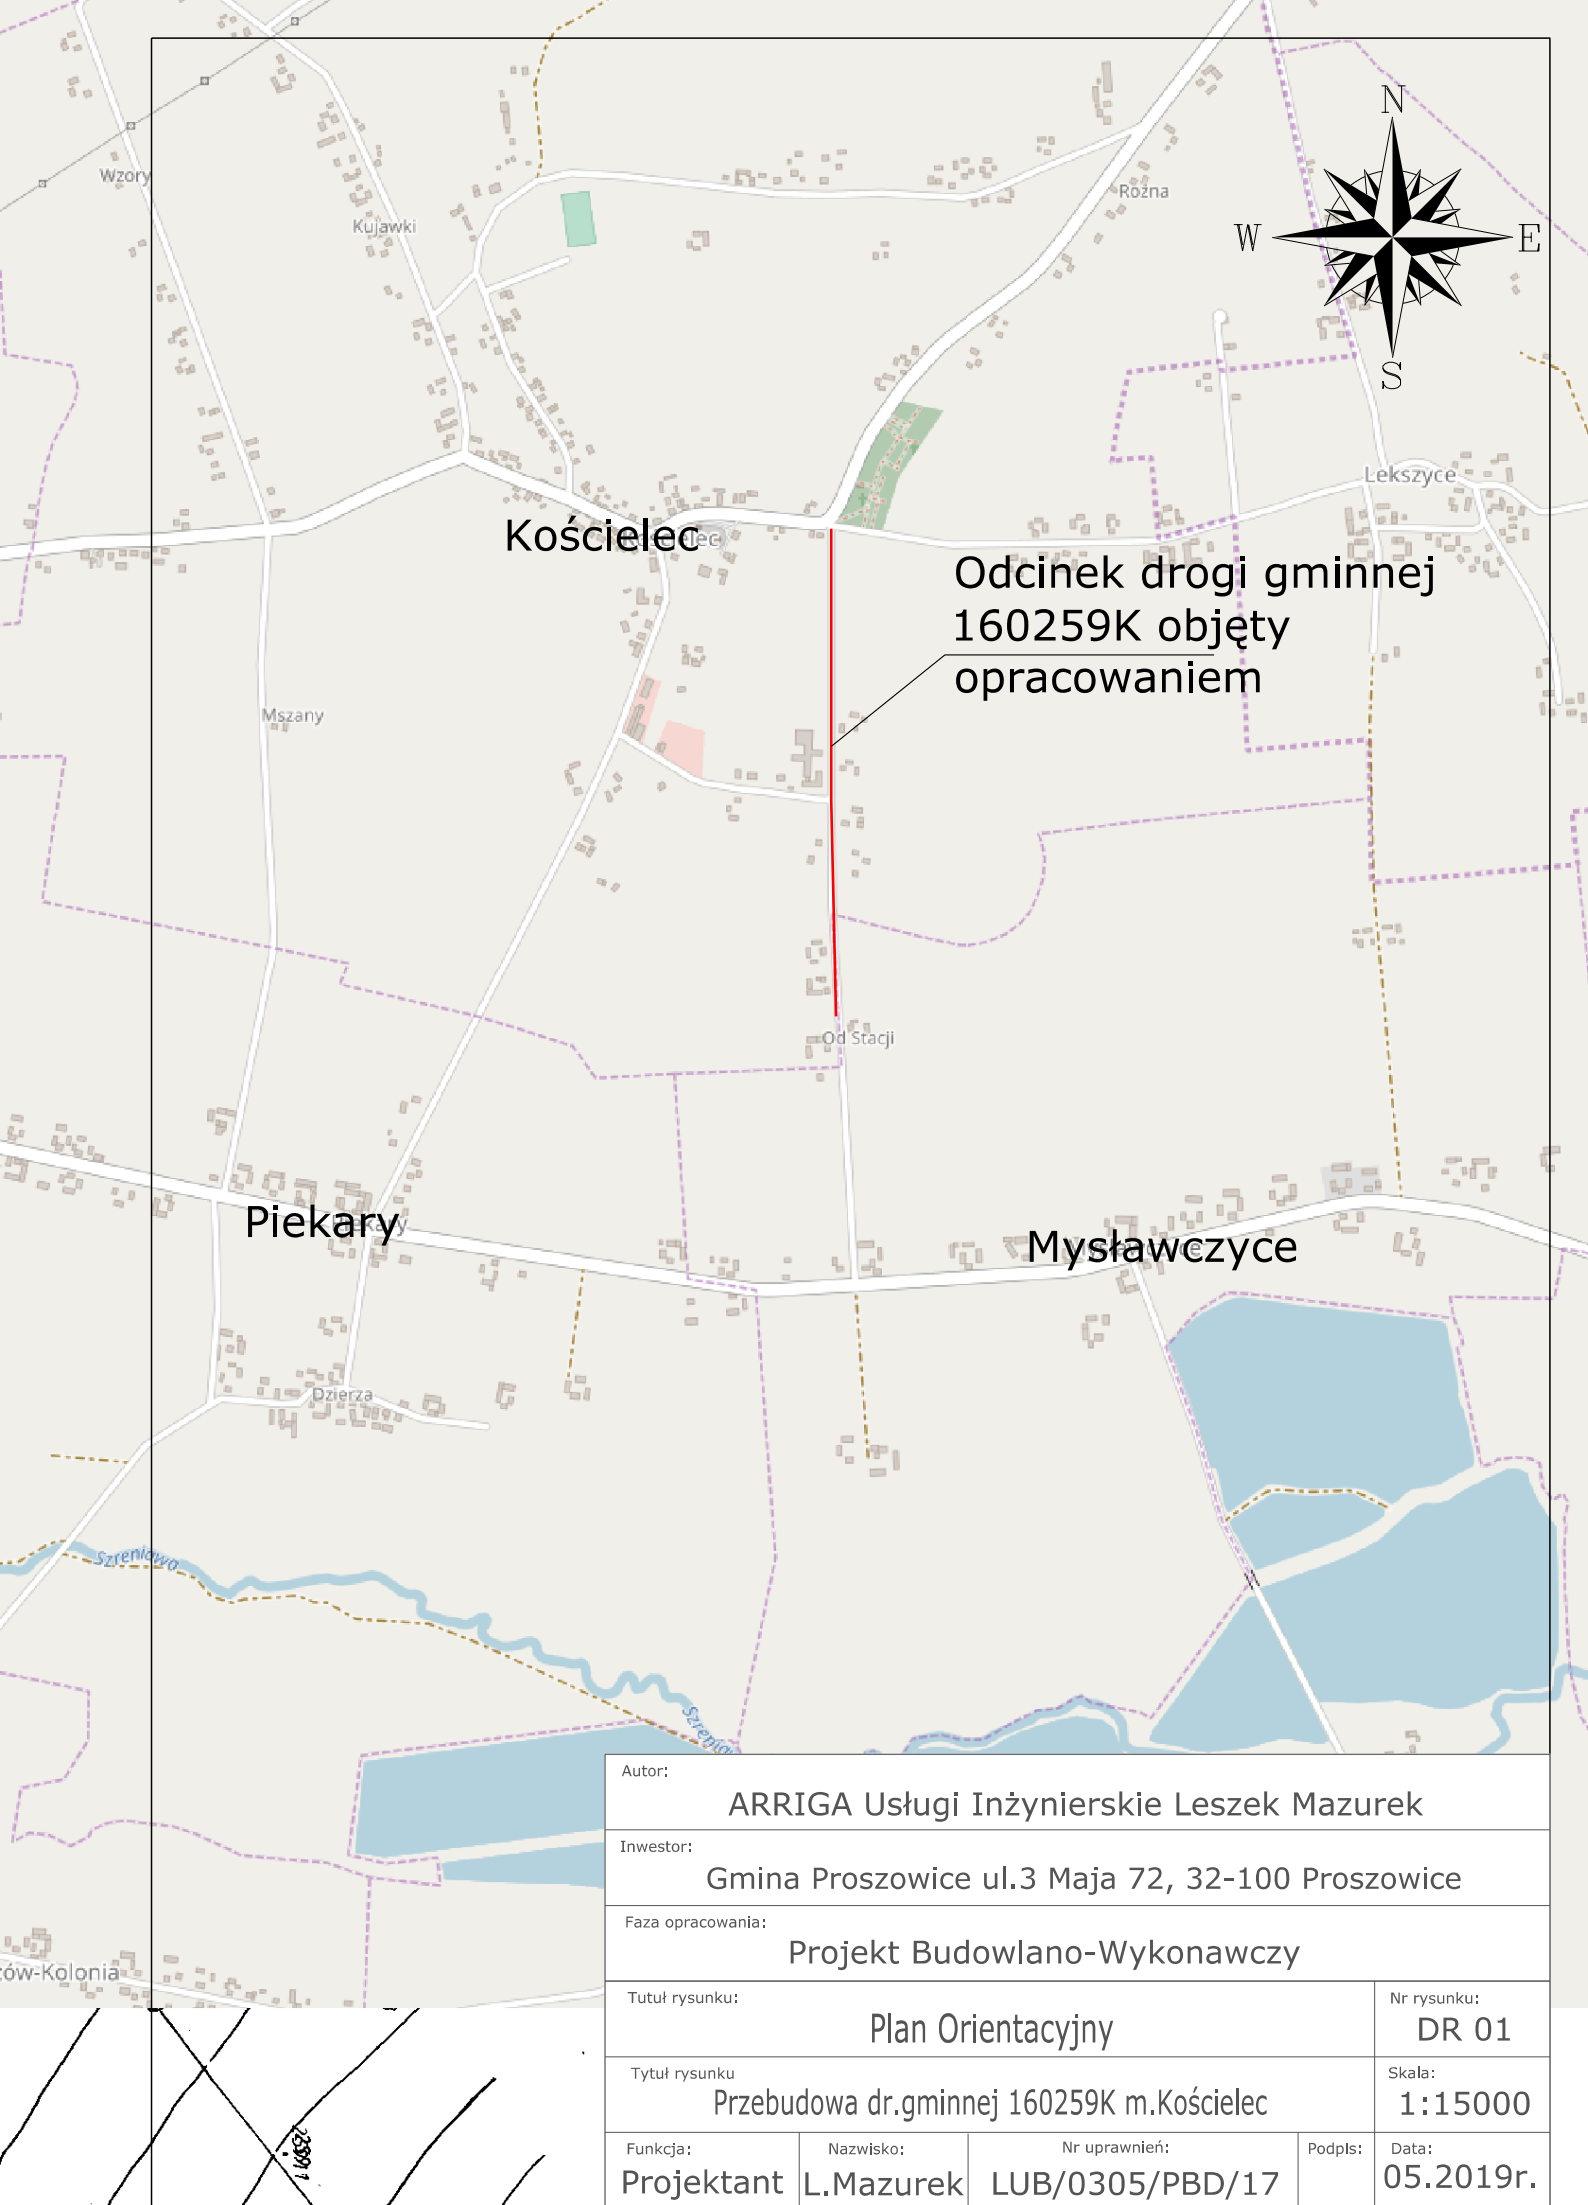 N
Wzory
Rożna
Kujawki
W
E
S
Lekszyce
Kościelec
Odcinek drogi gminnej
160259K objęty
opracowaniem
Mszany
Od Stacji
Piekary
Mysławczyce
Dzierza
Szreniawa
ów-Kolonia
Autor:
ARRIGA Usługi Inżynierskie Leszek Mazurek
Inwestor:
Gmina Proszowice ul.3 Maja 72, 32-100 Proszowice
Faza opracowania:
Projekt Budowlano-Wykonawczy
Tutuł rysunku:
Plan Orientacyjny
Nr rysunku:
DR 01
Tytuł rysunku
Przebudowa dr.gminnej 160259K m.Kościelec
Skala:
1:15000
Funkcja:
Projektant
Nazwisko:
L.Mazurek
Nr uprawnień:
LUB/0305/PBD/17
Podpis:
Data:
05.2019r.